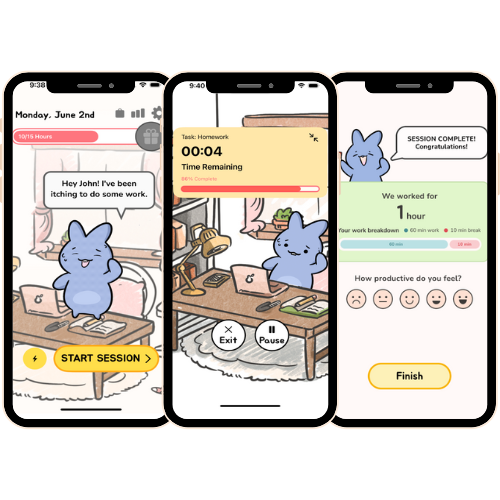 9:38
Monday, June 2nd
10/15 Hours
Hey John! I've been
itching to do some work.
START SESSION
9:40
Task: Homework
00:04
Time Remaining
98% Complete
Exit
Pause
SESSION COMPLETE!
Congratulations!
We worked for
1 hour
Your work breakdown
60 min work
10 min break
60 min
10 min
How productive do you feel?
Finish